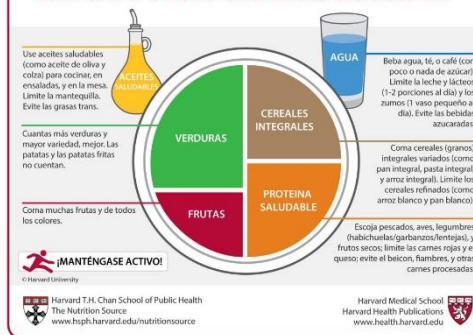 Use aceites saludables
(como aceite de oliva y
colza) para cocinar, en
ensaladas, y en la mesa.
Limite la mantequilla.
Evite las grasas trans.
ACEITES
SALUDABLES
AGUA
Beba agua, té, o café (con
poco o nada de azúcar)
Limite la leche y lácteos
(1-2 porciones al día) y los
zumos (1 vaso pequeño a
día). Evite las bebidas
azucaradas
Cuantas más verduras y
mayor variedad, mejor. Las
patatas y las patatas fritas
no cuentan.
VERDURAS
CEREALES
INTEGRALES
Coma cereales (granos)
integrales variados (como
pan integral, pasta integral
y arroz integral). Limite los
cereales refinados (como
arroz blanco y pan blanco)
Coma muchas frutas y de todos
los colores.
FRUTAS
PROTEINA
SALUDABLE
Escoja pescados, aves, legumbres
(habichuelas/garbanzos/lentejas), y
frutos secos; limite las carnes rojas y e
queso; evite el beicon, fiambres, y otras
carnes procesadas
¡MANTÉNGASE ACTIVO!
© Harvard University
Harvard T.H. Chan School of Public Health
The Nutrition Source
www.hsph.harvard.edu/nutritionsource
Harvard Medical School
Harvard Health Publications
www.health.harvard.edu